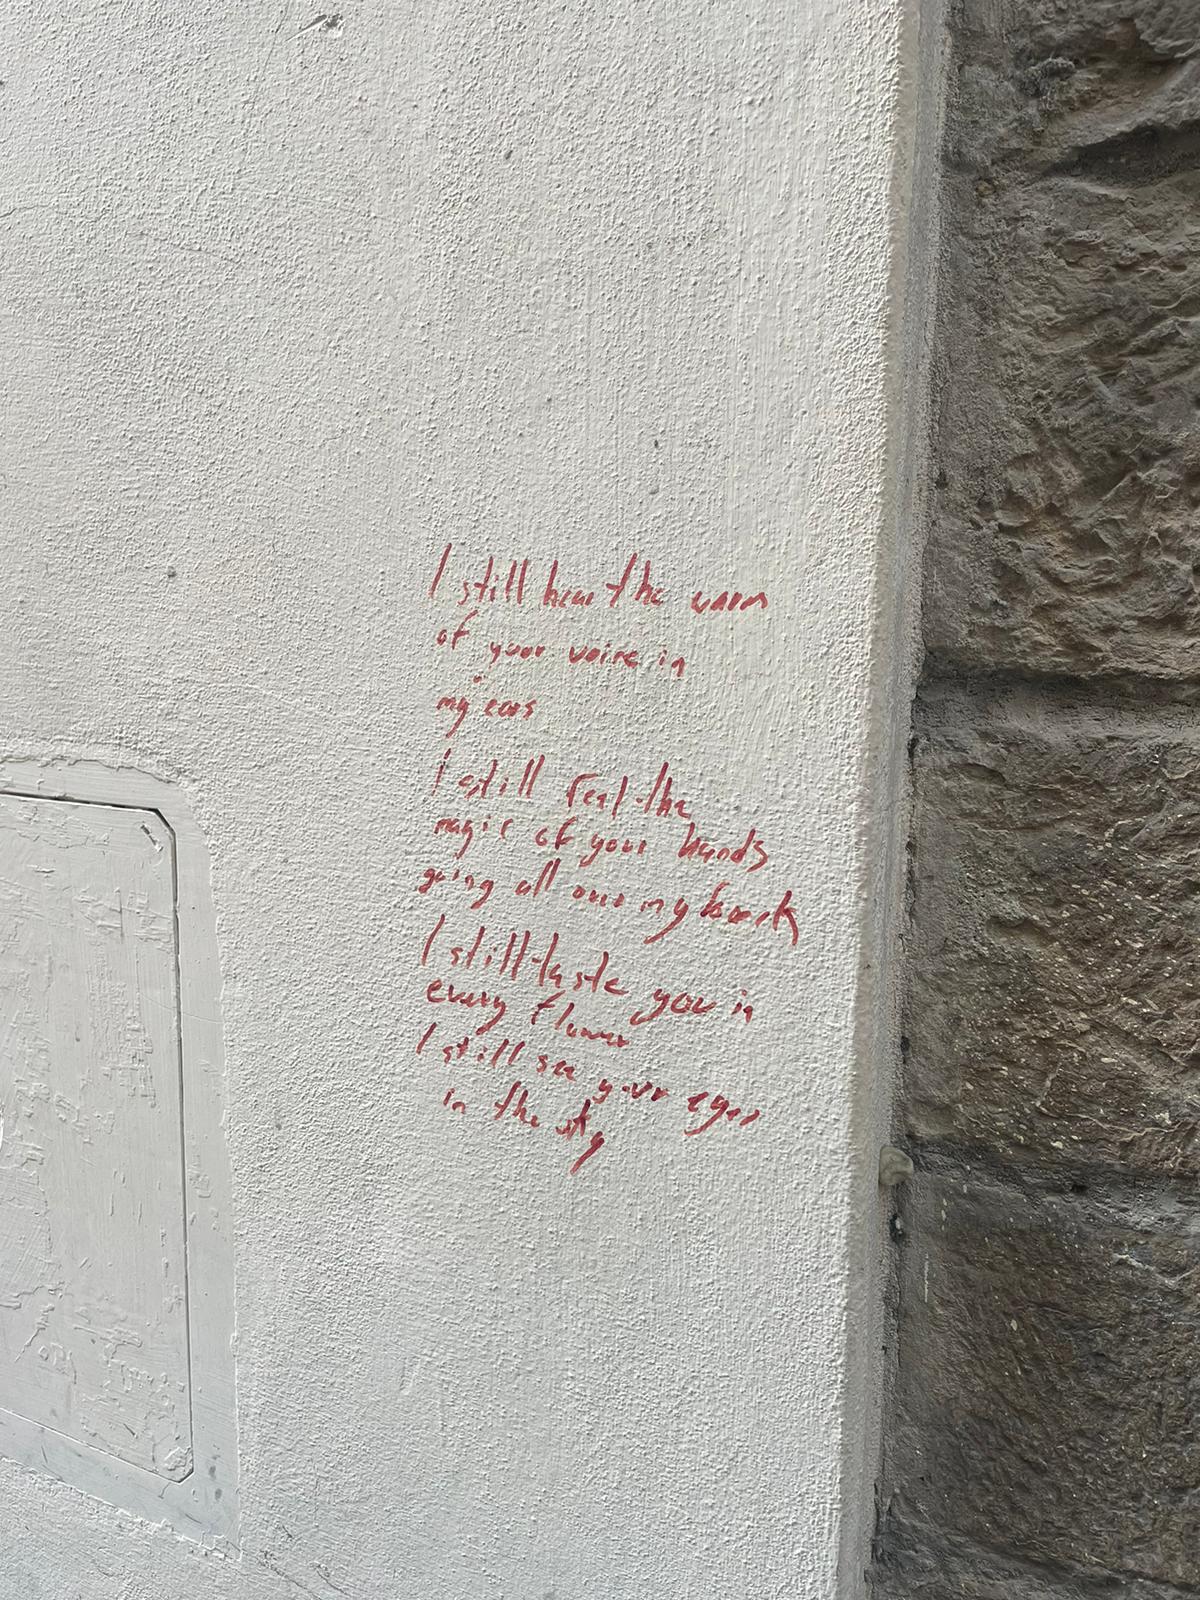 I still hear the warm
of your voice in
my ears
I still feel the
magic of your hands
going all over my back
I still taste you in
every flower
I still see your eyes
in the sky